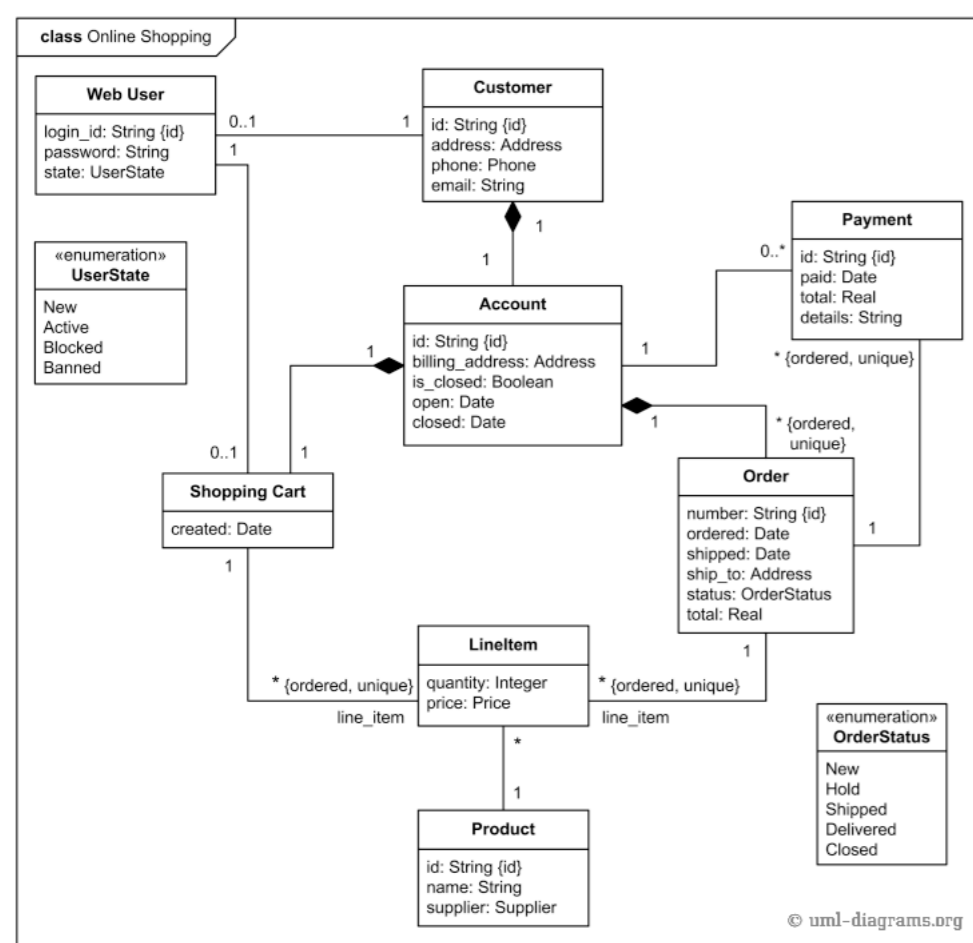 class Online Shopping
Web User
login_id: String {id}
password: String
state: UserState
0..1
1
1
Customer
id: String {id}
address: Address
phone: Phone
email: String
1
1
«enumeration»
UserState
New
Active
Blocked
Banned
Account
id: String {id}
billing_address: Address
is_closed: Boolean
open: Date
closed: Date
1
1
1
0..*
Payment
id: String {id}
paid: Date
total: Real
details: String
* {ordered, unique}
* {ordered,
unique}
0..1
1
Shopping Cart
created: Date
1
Order
number: String {id}
ordered: Date
shipped: Date
ship_to: Address
status: OrderStatus
total: Real
1
1
* {ordered, unique}
line_item
LineItem
quantity: Integer
price: Price
* {ordered, unique}
line_item
*
1
Product
id: String {id}
name: String
supplier: Supplier
«enumeration»
OrderStatus
New
Hold
Shipped
Delivered
Closed
© uml-diagrams.org